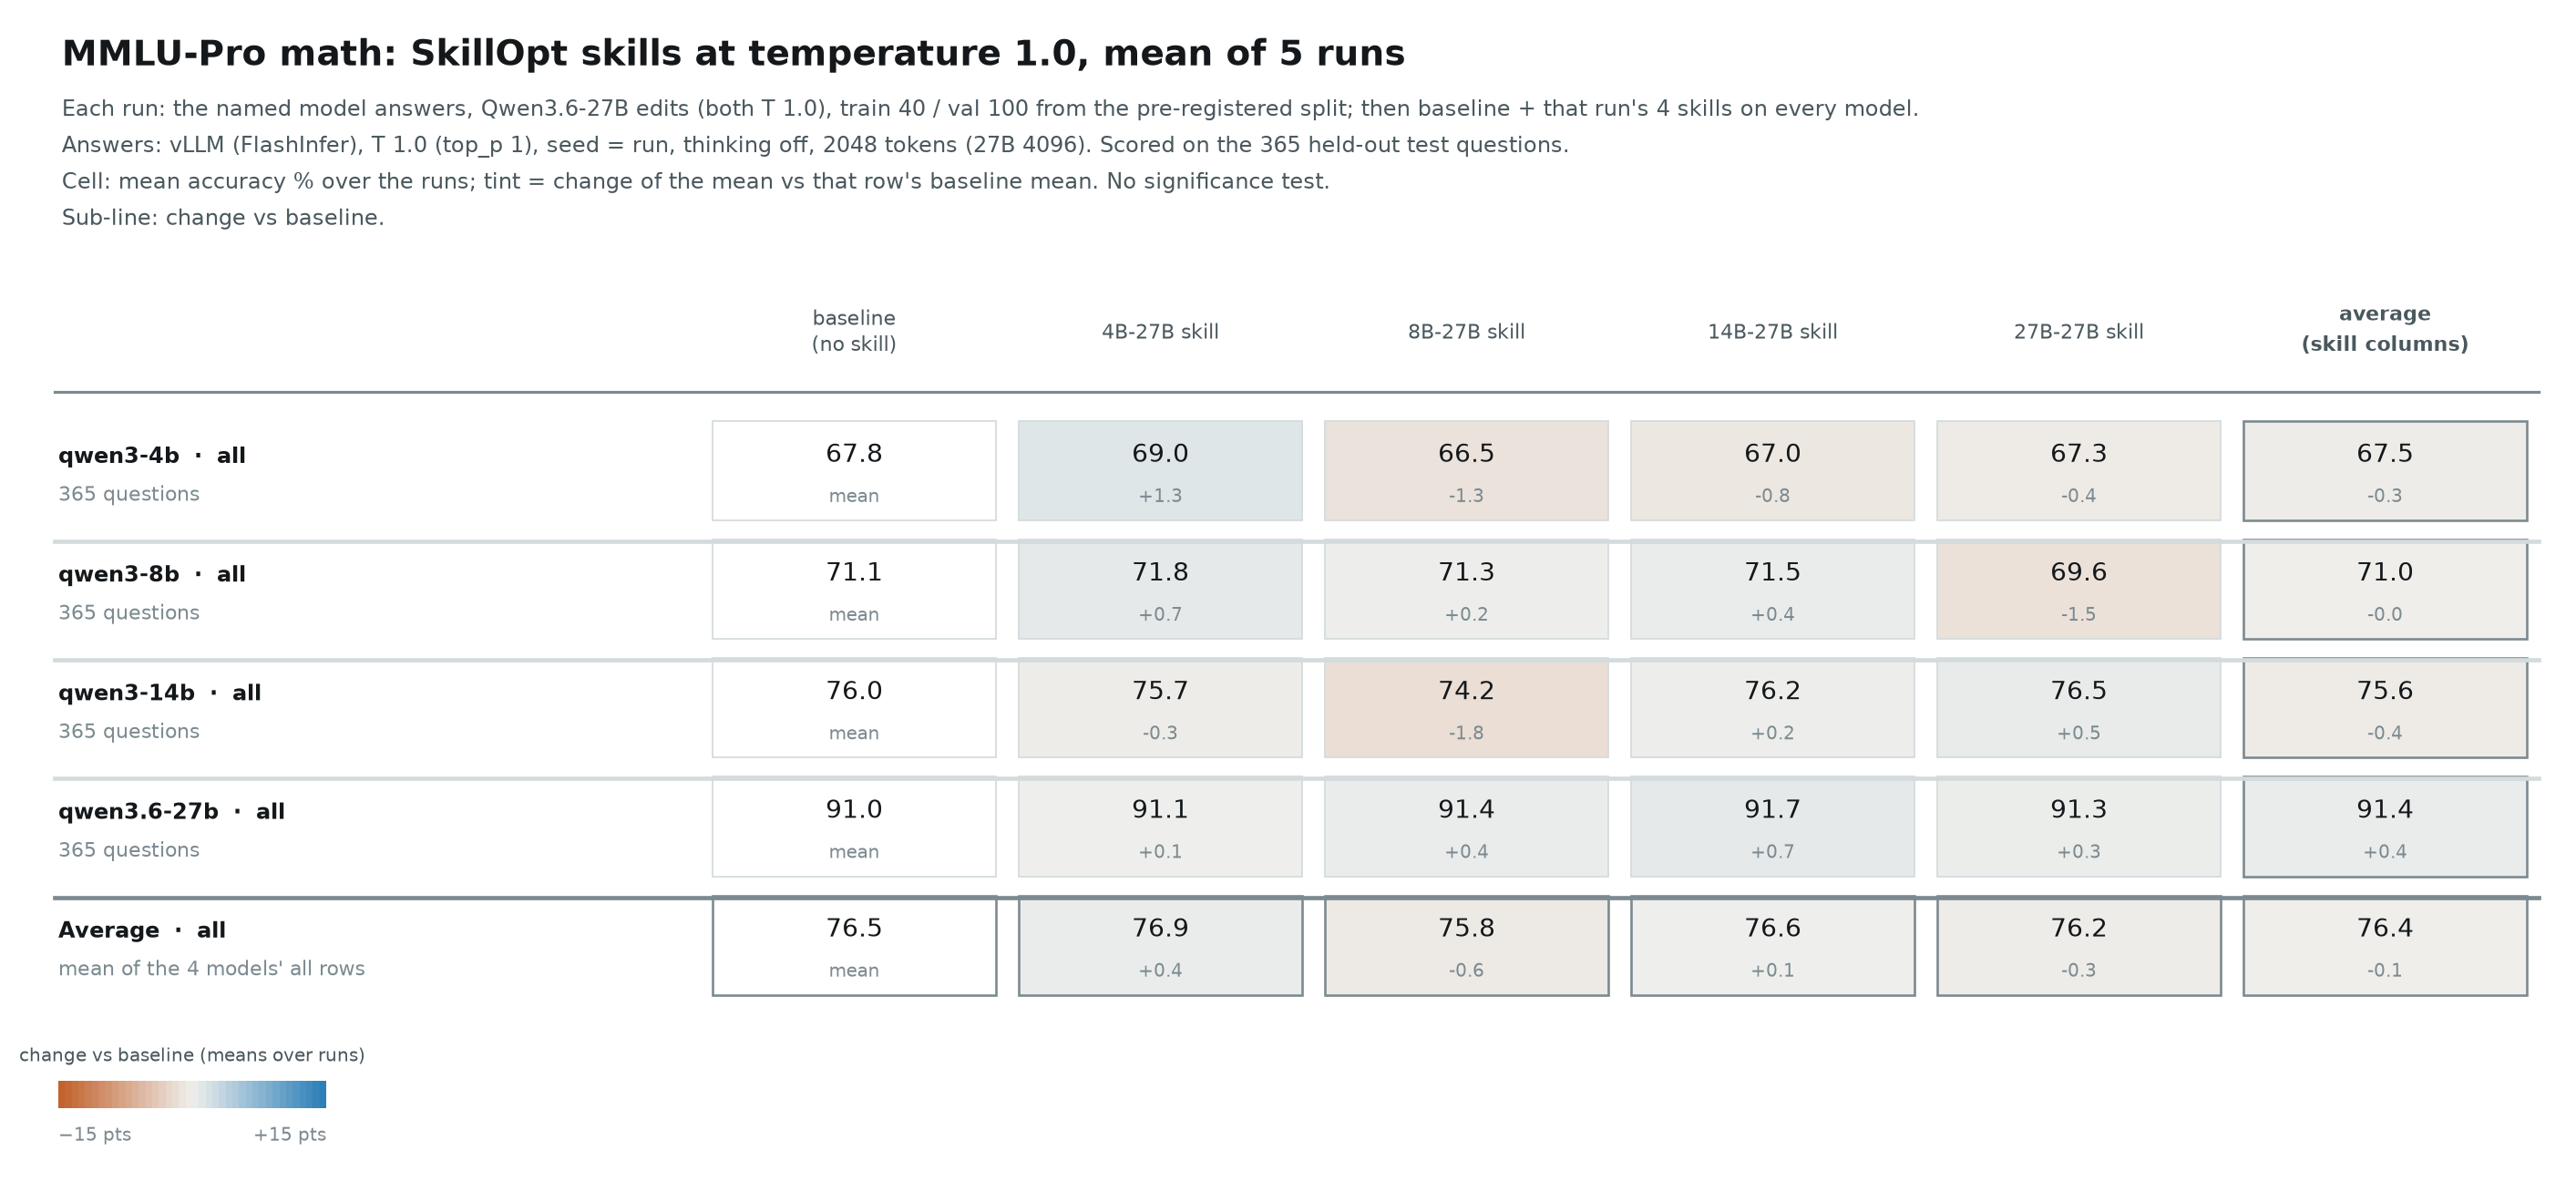 MMLU-Pro math: SkillOpt skills at temperature 1.0, mean of 5 runs
Each run: the named model answers, Qwen3.6-27B edits (both T 1.0), train 40 / val 100 from the pre-registered split; then baseline + that run's 4 skills on every model.
Answers: vLLM (FlashInfer), T 1.0 (top_p 1), seed = run, thinking off, 2048 tokens (27B 4096). Scored on the 365 held-out test questions.
Cell: mean accuracy % over the runs; tint = change of the mean vs that row's baseline mean. No significance test.
Sub-line: change vs baseline.
baseline (no skill) 4B-27B skill 8B-27B skill 14B-27B skill 27B-27B skill average (skill columns)
qwen3-4b · all 67.8 69.0 66.5 67.0 67.3 67.5
365 questions mean +1.3 -1.3 -0.8 -0.4 -0.3
qwen3-8b · all 71.1 71.8 71.3 71.5 69.6 71.0
365 questions mean +0.7 +0.2 +0.4 -1.5 -0.0
qwen3-14b · all 76.0 75.7 74.2 76.2 76.5 75.6
365 questions mean -0.3 -1.8 +0.2 +0.5 -0.4
qwen3.6-27b · all 91.0 91.1 91.4 91.7 91.3 91.4
365 questions mean +0.1 +0.4 +0.7 +0.3 +0.4
Average · all 76.5 76.9 75.8 76.6 76.2 76.4
mean of the 4 models' all rows mean +0.4 -0.6 +0.1 -0.3 -0.1
change vs baseline (means over runs)
−15 pts +15 pts